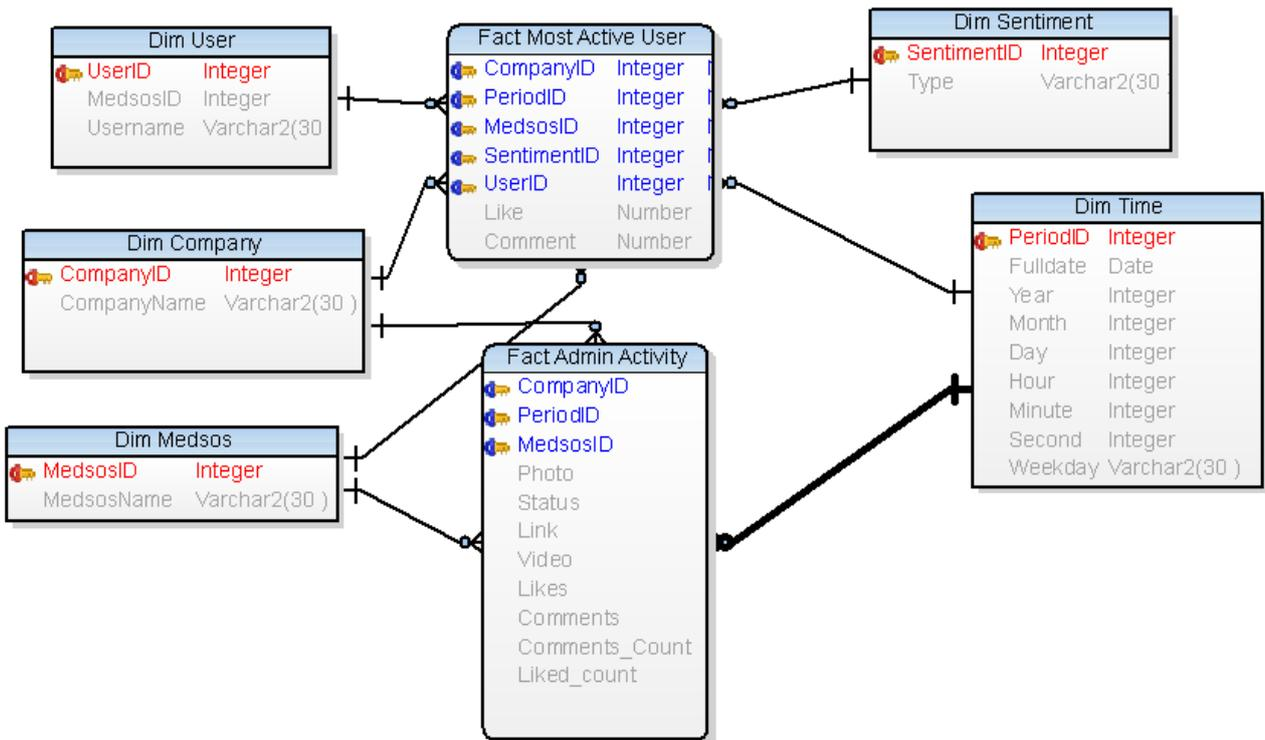 Dim User
UserID Integer
MedsosID Integer
Username Varchar2(30
Fact Most Active User
CompanyID Integer
PeriodID Integer
MedsosID Integer
SentimentID Integer
UserID Integer
Like Number
Comment Number
Dim Sentiment
SentimentID Integer
Type Varchar2(30
Dim Company
CompanyID Integer
CompanyName Varchar2(30 )
Dim Time
PeriodID Integer
Fulldate Date
Year Integer
Month Integer
Day Integer
Hour Integer
Minute Integer
Second Integer
Weekday Varchar2(30 )
Dim Medsos
MedsosID Integer
MedsosName Varchar2(30 )
Fact Admin Activity
CompanyID
PeriodID
MedsosID
Photo
Status
Link
Video
Likes
Comments
Comments_Count
Liked_count